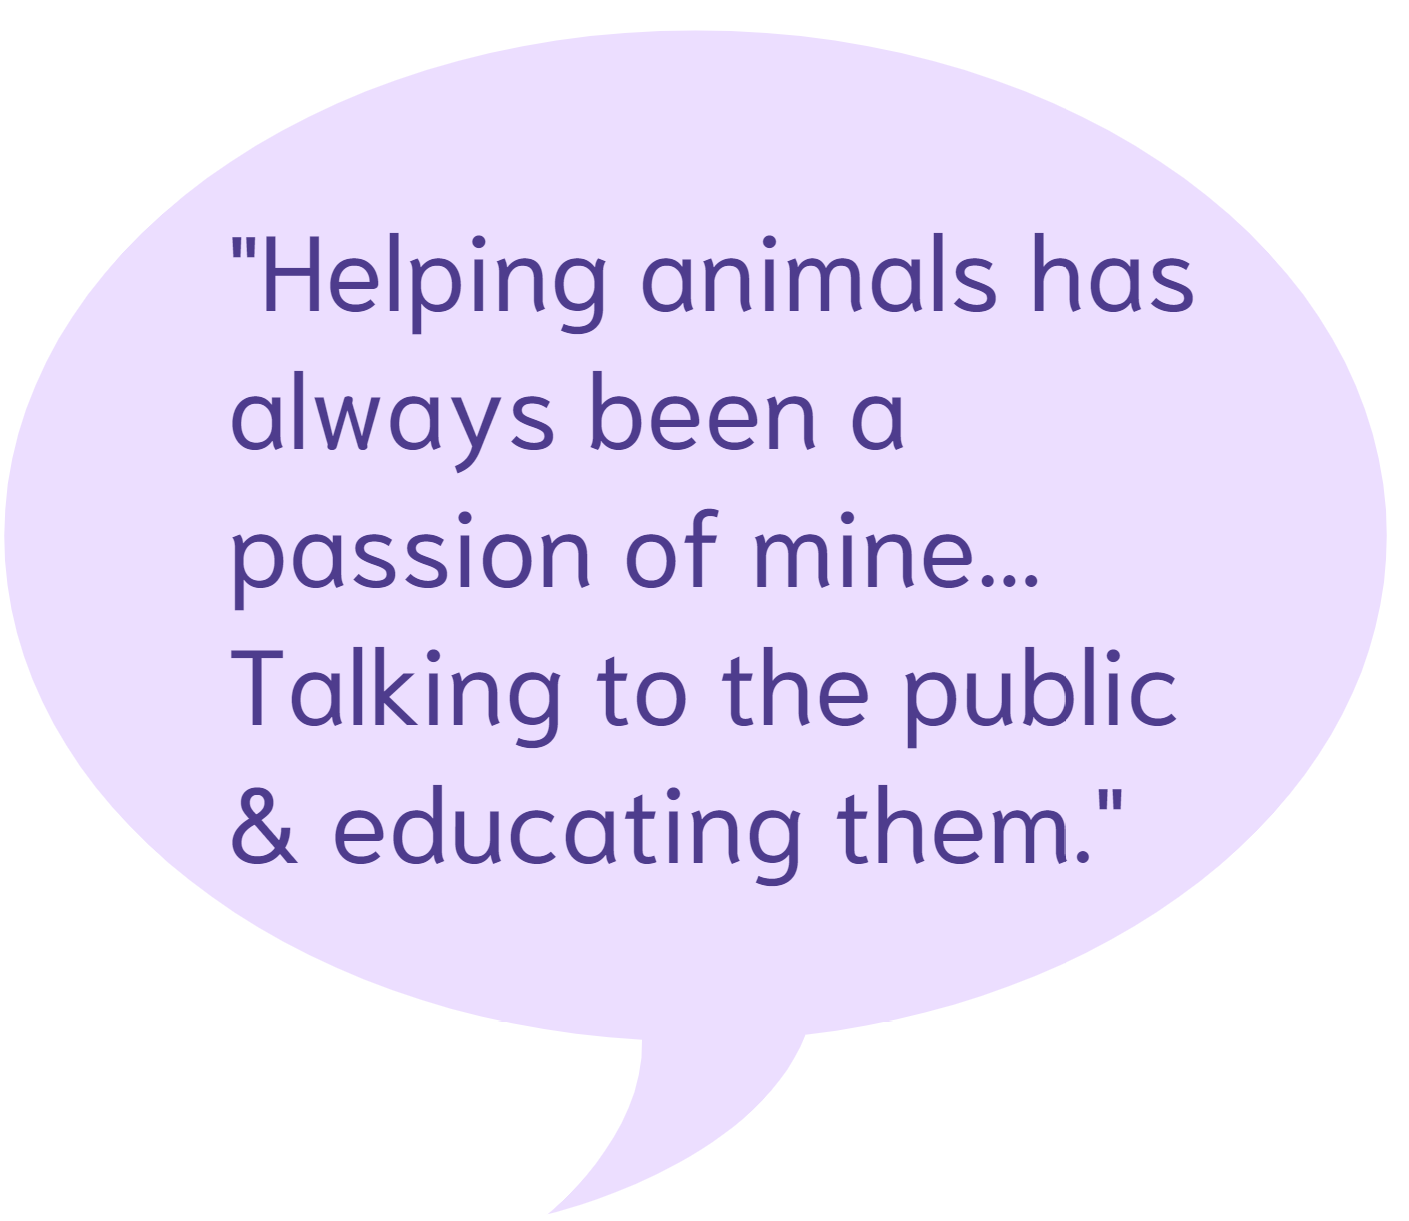 "Helping animals has
always been a
passion of mine...
Talking to the public
& educating them."